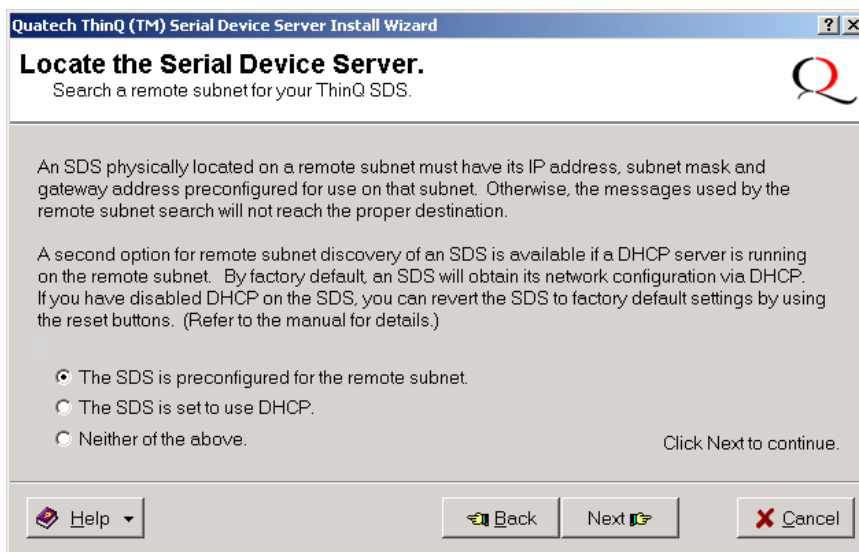 Quatech ThinQ (TM) Serial Device Server Install Wizard
Locate the Serial Device Server.
Search a remote subnet for your ThinQ SDS.
An SDS physically located on a remote subnet must have its IP address, subnet mask and
gateway address preconfigured for use on that subnet. Otherwise, the messages used by the
remote subnet search will not reach the proper destination.
A second option for remote subnet discovery of an SDS is available if a DHCP server is running
on the remote subnet. By factory default, an SDS will obtain its network configuration via DHCP.
If you have disabled DHCP on the SDS, you can revert the SDS to factory default settings by using
the reset buttons. (Refer to the manual for details.)
The SDS is preconfigured for the remote subnet.
The SDS is set to use DHCP.
Neither of the above.
Click Next to continue.
Help
Back
Next
Cancel